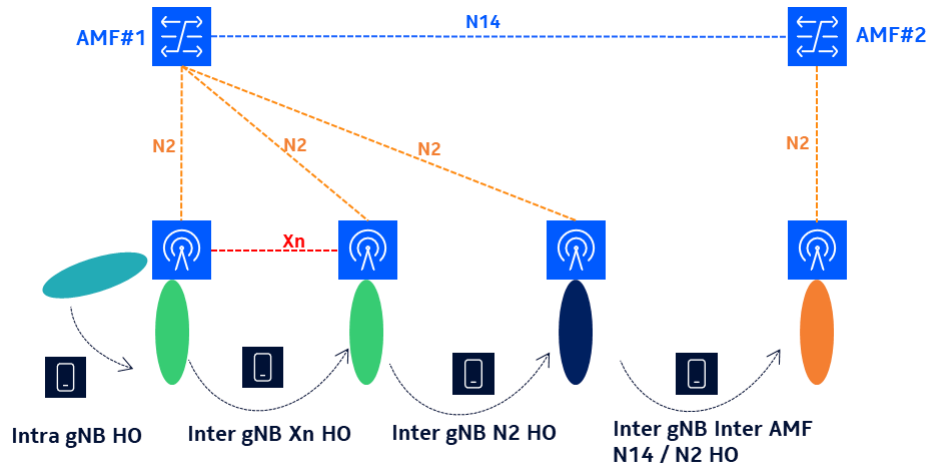 N14
AMF#1
AMF#2
N2
N2
N2
N2
Xn
Intra gNB HO
Inter gNB Xn HO
Inter gNB N2 HO
Inter gNB Inter AMF
N14 / N2 HO